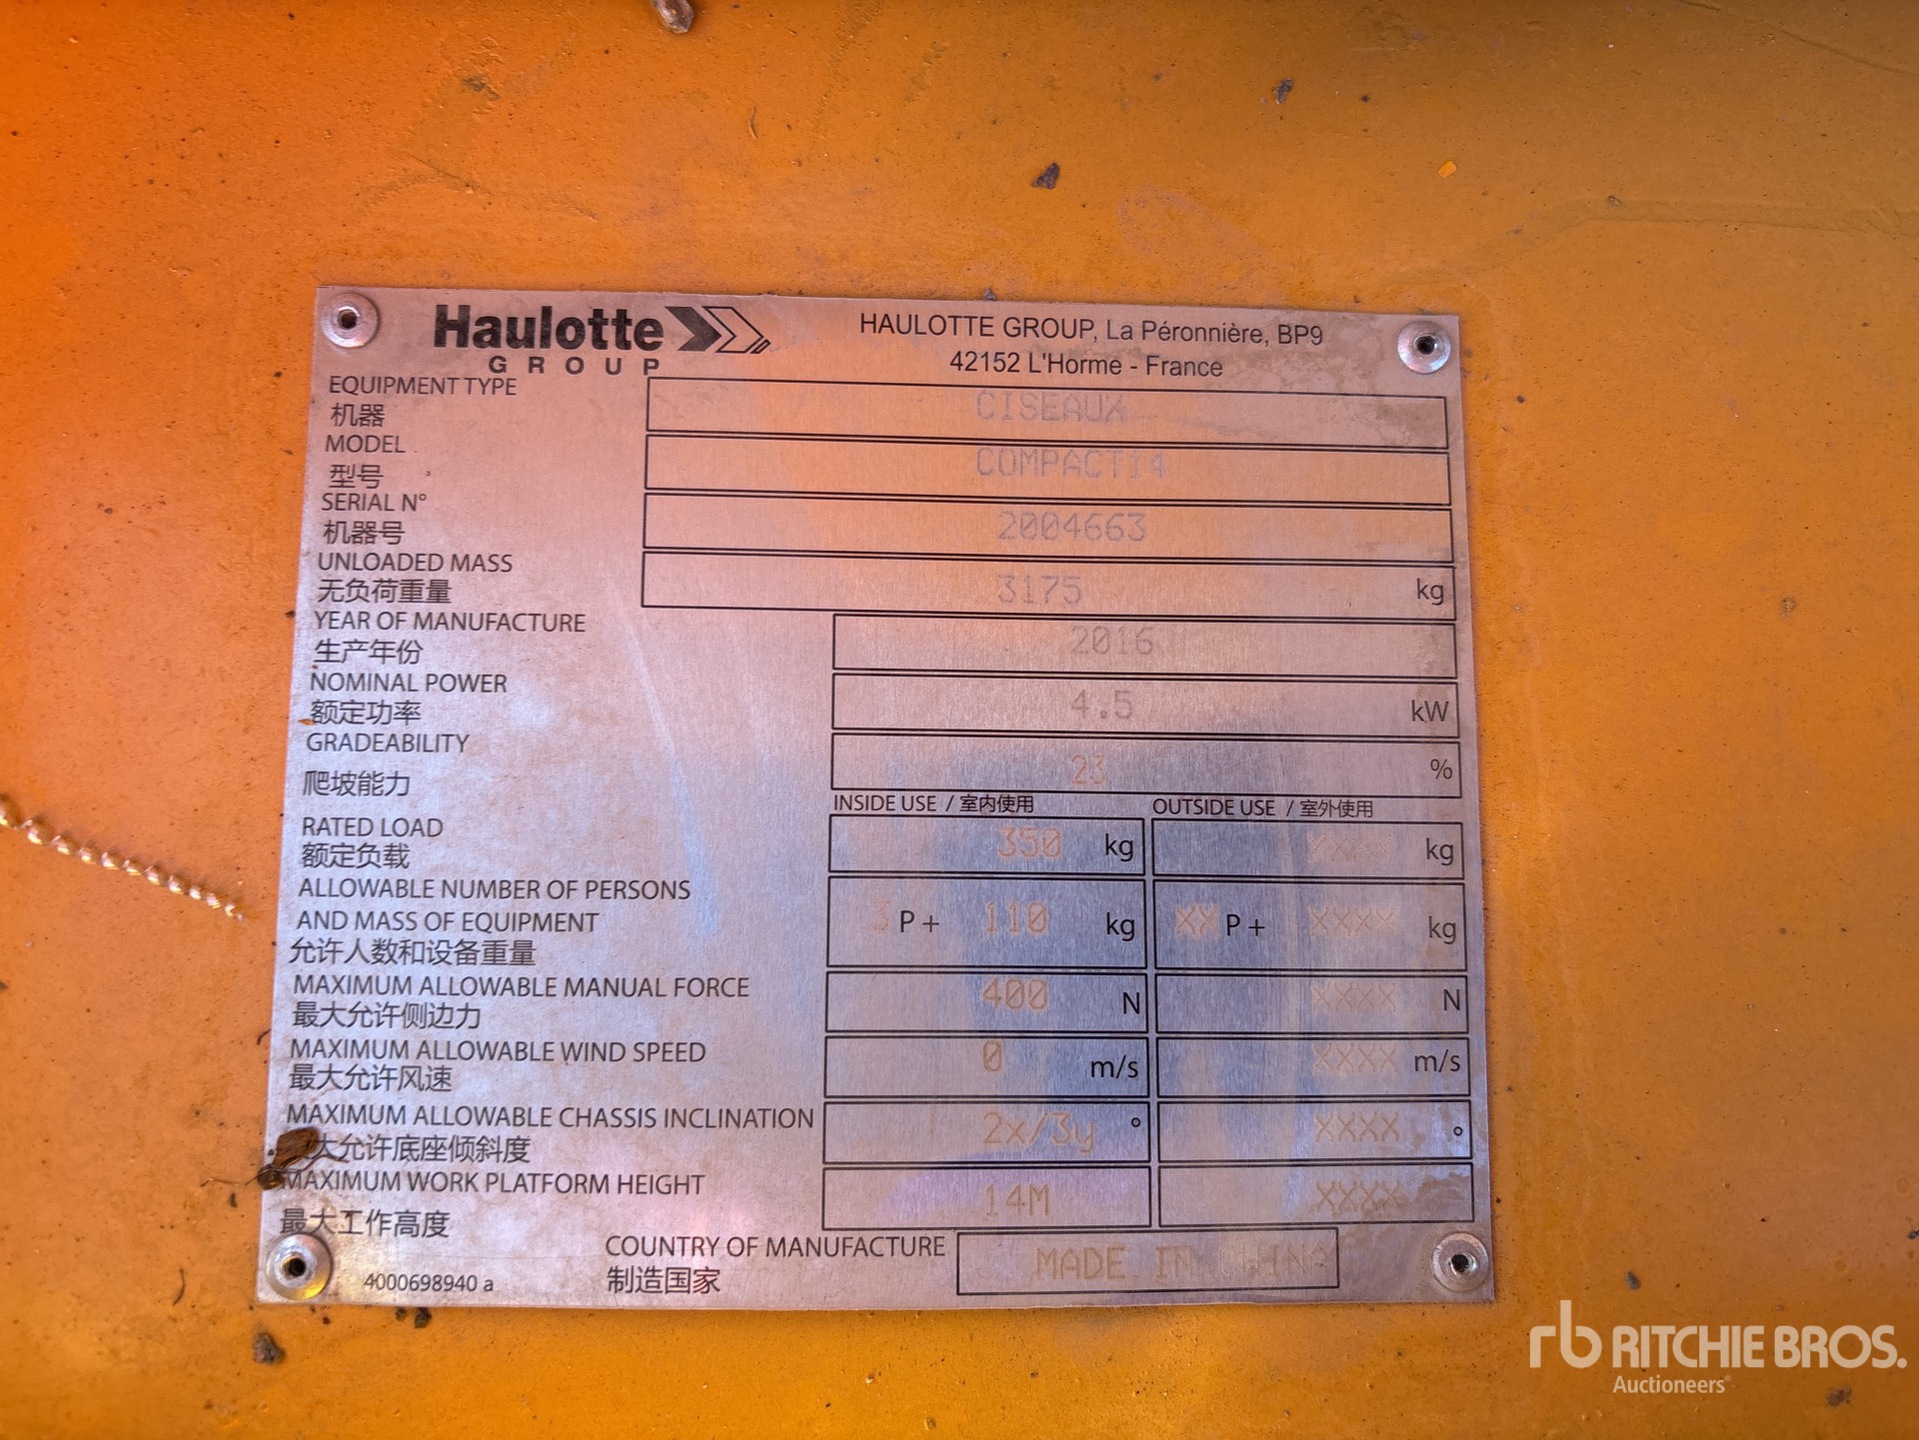 Haulotte
GROUP
HAULOTTE GROUP, La Péronnière, BP9
42152 L'Horme - France
EQUIPMENT TYPE
机器
CISEAUX
MODEL
型号
COMPACT14
SERIAL N°
机器号
2004663
UNLOADED MASS
无负荷重量
3175 kg
YEAR OF MANUFACTURE
生产年份
2016
NOMINAL POWER
额定功率
4.5 kW
GRADEABILITY
爬坡能力
23 %
INSIDE USE / 室内使用 OUTSIDE USE / 室外使用
RATED LOAD
额定负载
350 kg XXXX kg
ALLOWABLE NUMBER OF PERSONS
AND MASS OF EQUIPMENT
允许人数和设备重量
3 P + 110 kg XX P + XXXX kg
MAXIMUM ALLOWABLE MANUAL FORCE
最大允许侧边力
400 N XXXX N
MAXIMUM ALLOWABLE WIND SPEED
最大允许风速
0 m/s XXXX m/s
MAXIMUM ALLOWABLE CHASSIS INCLINATION
大允许底座倾斜度
2x/3y ° XXXX °
MAXIMUM WORK PLATFORM HEIGHT
最大工作高度
14M XXXX
COUNTRY OF MANUFACTURE
制造国家
MADE IN CHINA
4000698940 a
rb RITCHIE BROS.
Auctioneers